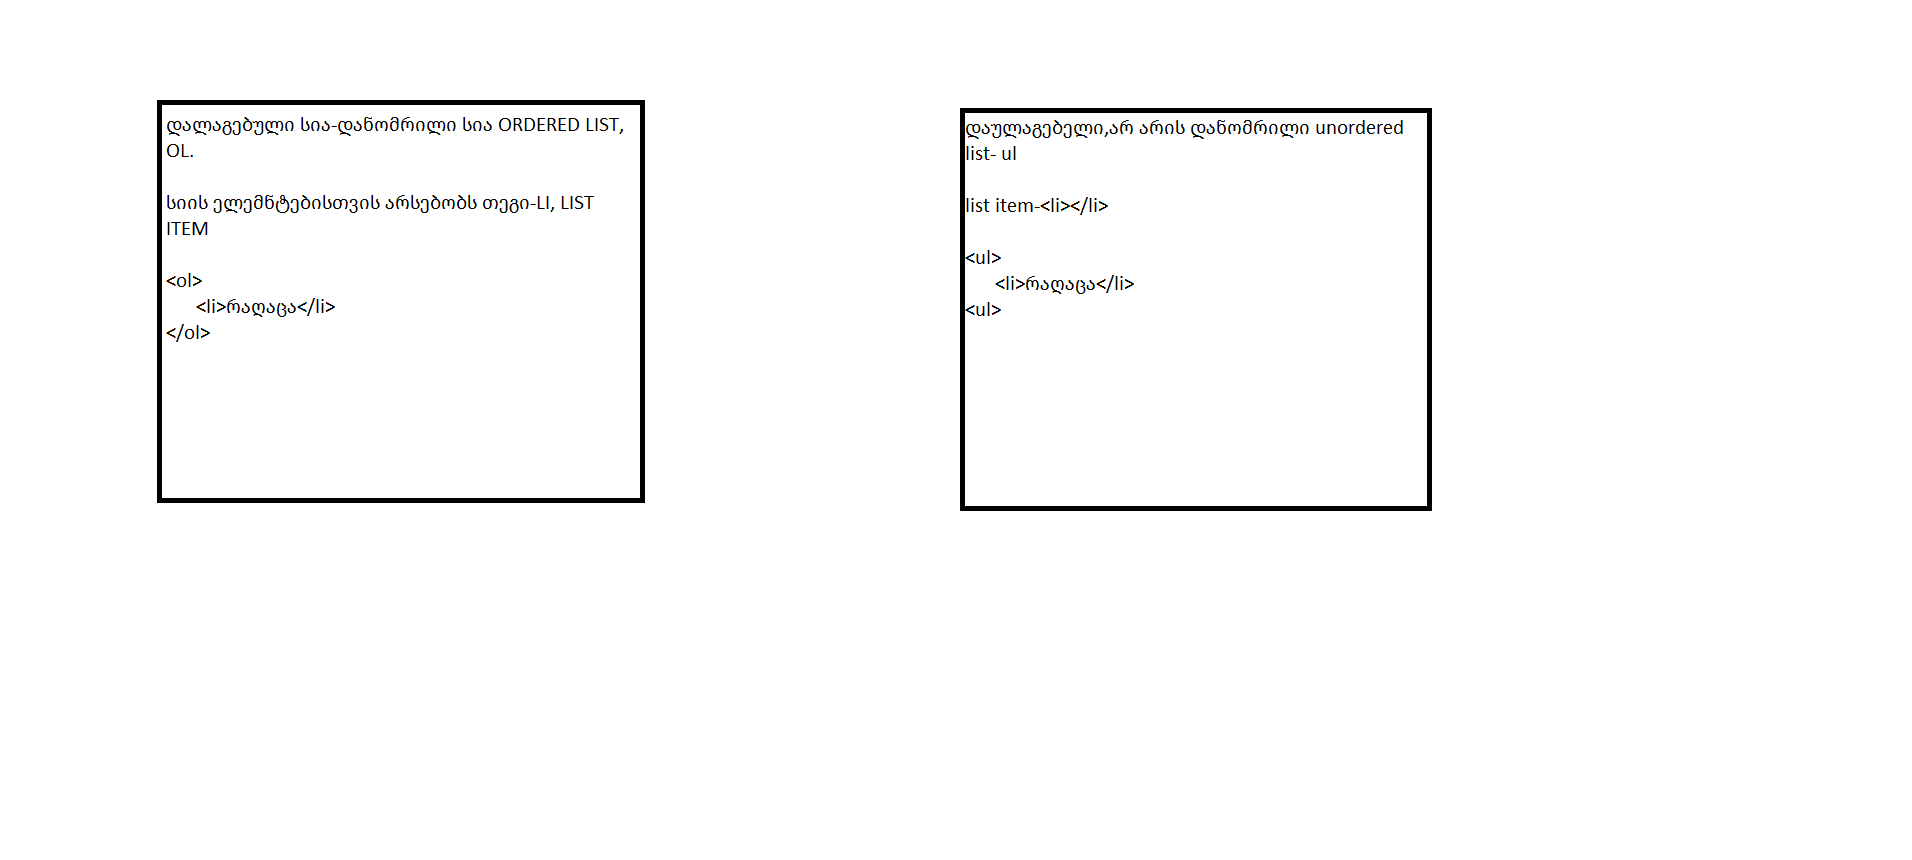 დალაგებული სია-დანომრილი სია ORDERED LIST,
OL.
სიის ელემნტებისთვის არსებობს თეგი-LI, LIST
ITEM
<ol>
<li>რაღაცა</li>
</ol>
დაულაგებელი,არ არის დანომრილი unordered
list- ul
list item-<li></li>
<ul>
<li>რაღაცა</li>
<ul>